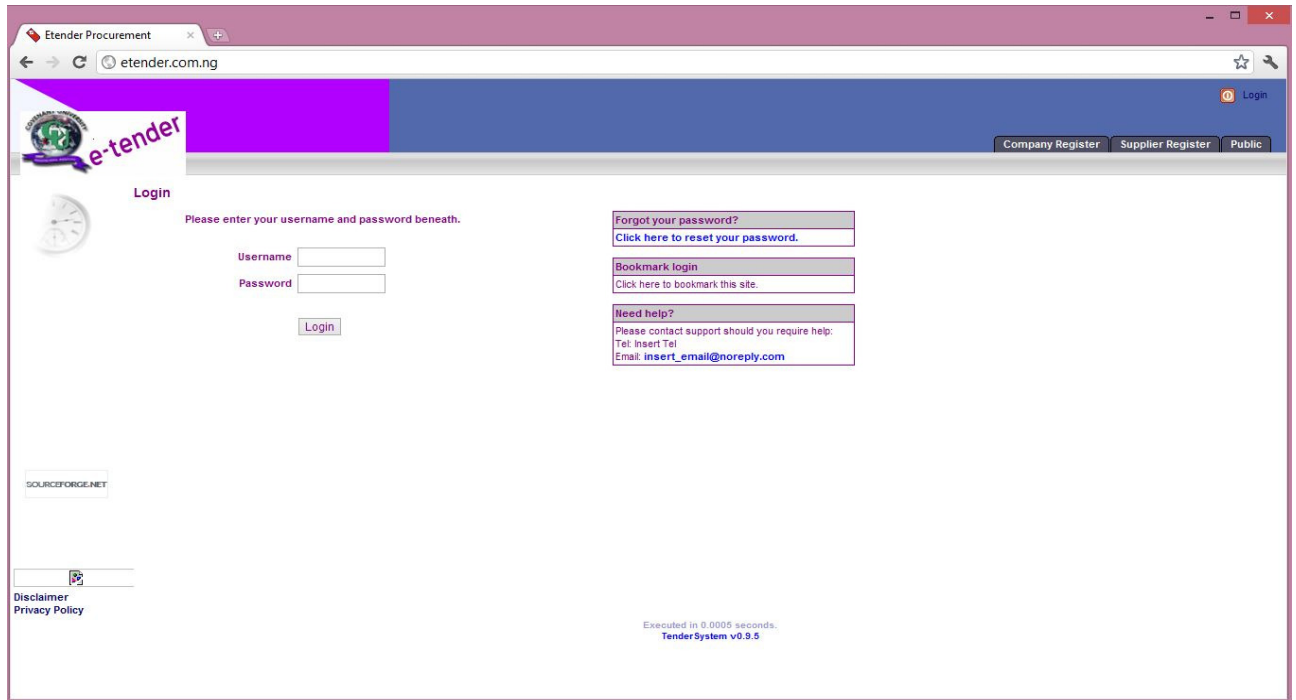 Etender Procurement
etender.com.ng
Login
COVENANT UNIVERSITY
e-tender
Company Register
Supplier Register
Public
Login
Please enter your username and password beneath.
Username
Password
Login
Forgot your password?
Click here to reset your password.
Bookmark login
Click here to bookmark this site.
Need help?
Please contact support should you require help:
Tel: Insert Tel
Email: insert_email@noreply.com
SOURCEFORGE.NET
Disclaimer
Privacy Policy
Executed in 0.0005 seconds.
TenderSystem v0.9.5